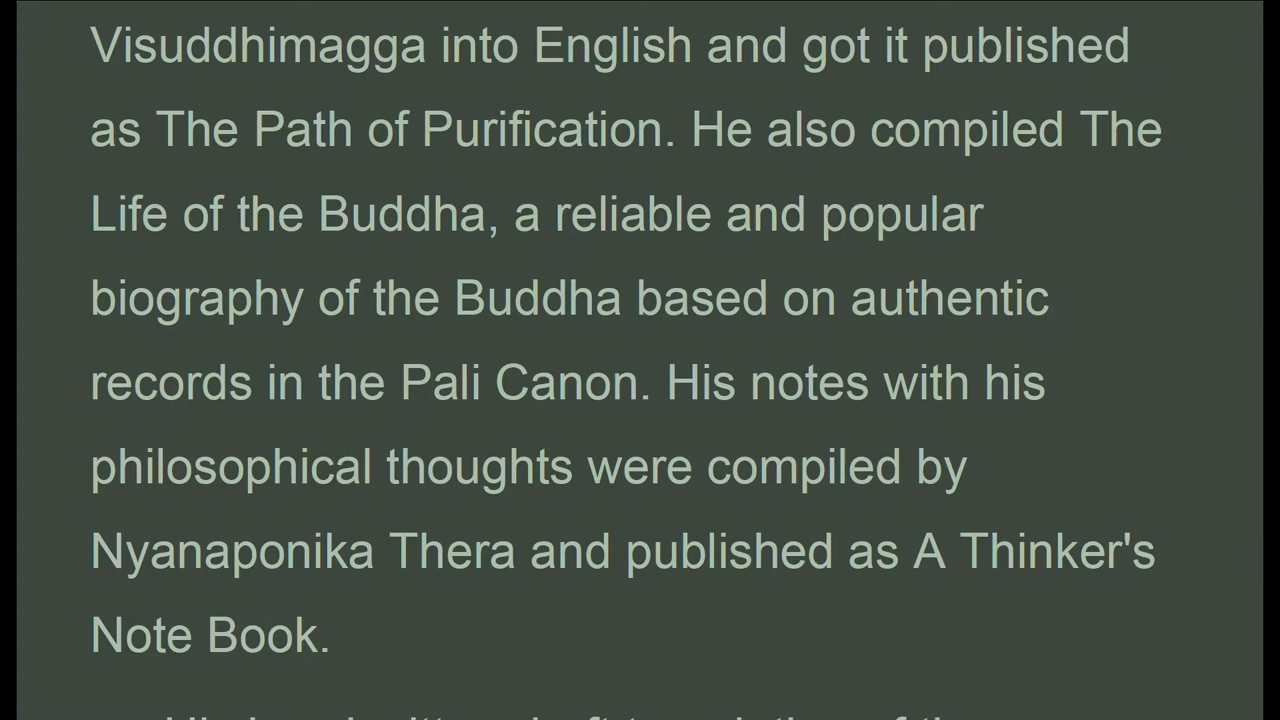 Visuddhimagga into English and got it published
as The Path of Purification. He also compiled The
Life of the Buddha, a reliable and popular
biography of the Buddha based on authentic
records in the Pali Canon. His notes with his
philosophical thoughts were compiled by
Nyanaponika Thera and published as A Thinker's
Note Book.